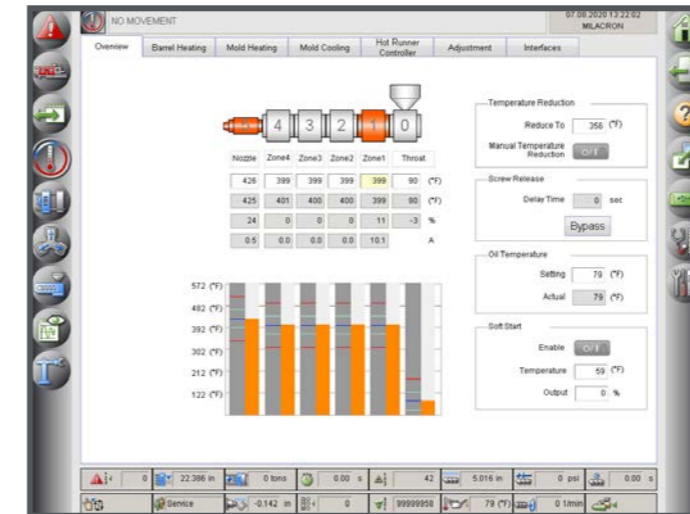 NO MOVEMENT
07.08.2020 13:22:02
MILACRON
Overview Barrel Heating Mold Heating Mold Cooling Hot Runner Controller Adjustment Interfaces
4 3 2 1 0
Nozzle Zone4 Zone3 Zone2 Zone1 Throat
426 399 399 399 399 90 (°F)
425 401 400 400 399 90 (°F)
24 0 0 0 11 -3 %
0.5 0.0 0.0 0.0 10.1 A
572 (°F)
482 (°F)
392 (°F)
302 (°F)
212 (°F)
122 (°F)
Temperature Reduction
Reduce To 356 (°F)
Manual Temperature Reduction O / I
Screw Release
Delay Time 0 sec
Bypass
Oil Temperature
Setting 79 (°F)
Actual 79 (°F)
Soft Start
Enable O / I
Temperature 59 (°F)
Output 0 %
0 22.386 in 0 tons 0.00 s 42 5.016 in 0 psi 0.00 s
Service -0.142 in 0 99999958 79 (°F) 0 1/min